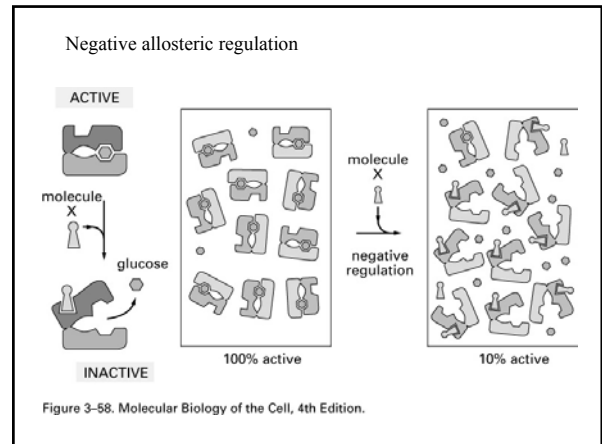 Negative allosteric regulation
ACTIVE
molecule
X
glucose
INACTIVE
100% active
molecule
X
negative
regulation
10% active
Figure 3–58. Molecular Biology of the Cell, 4th Edition.